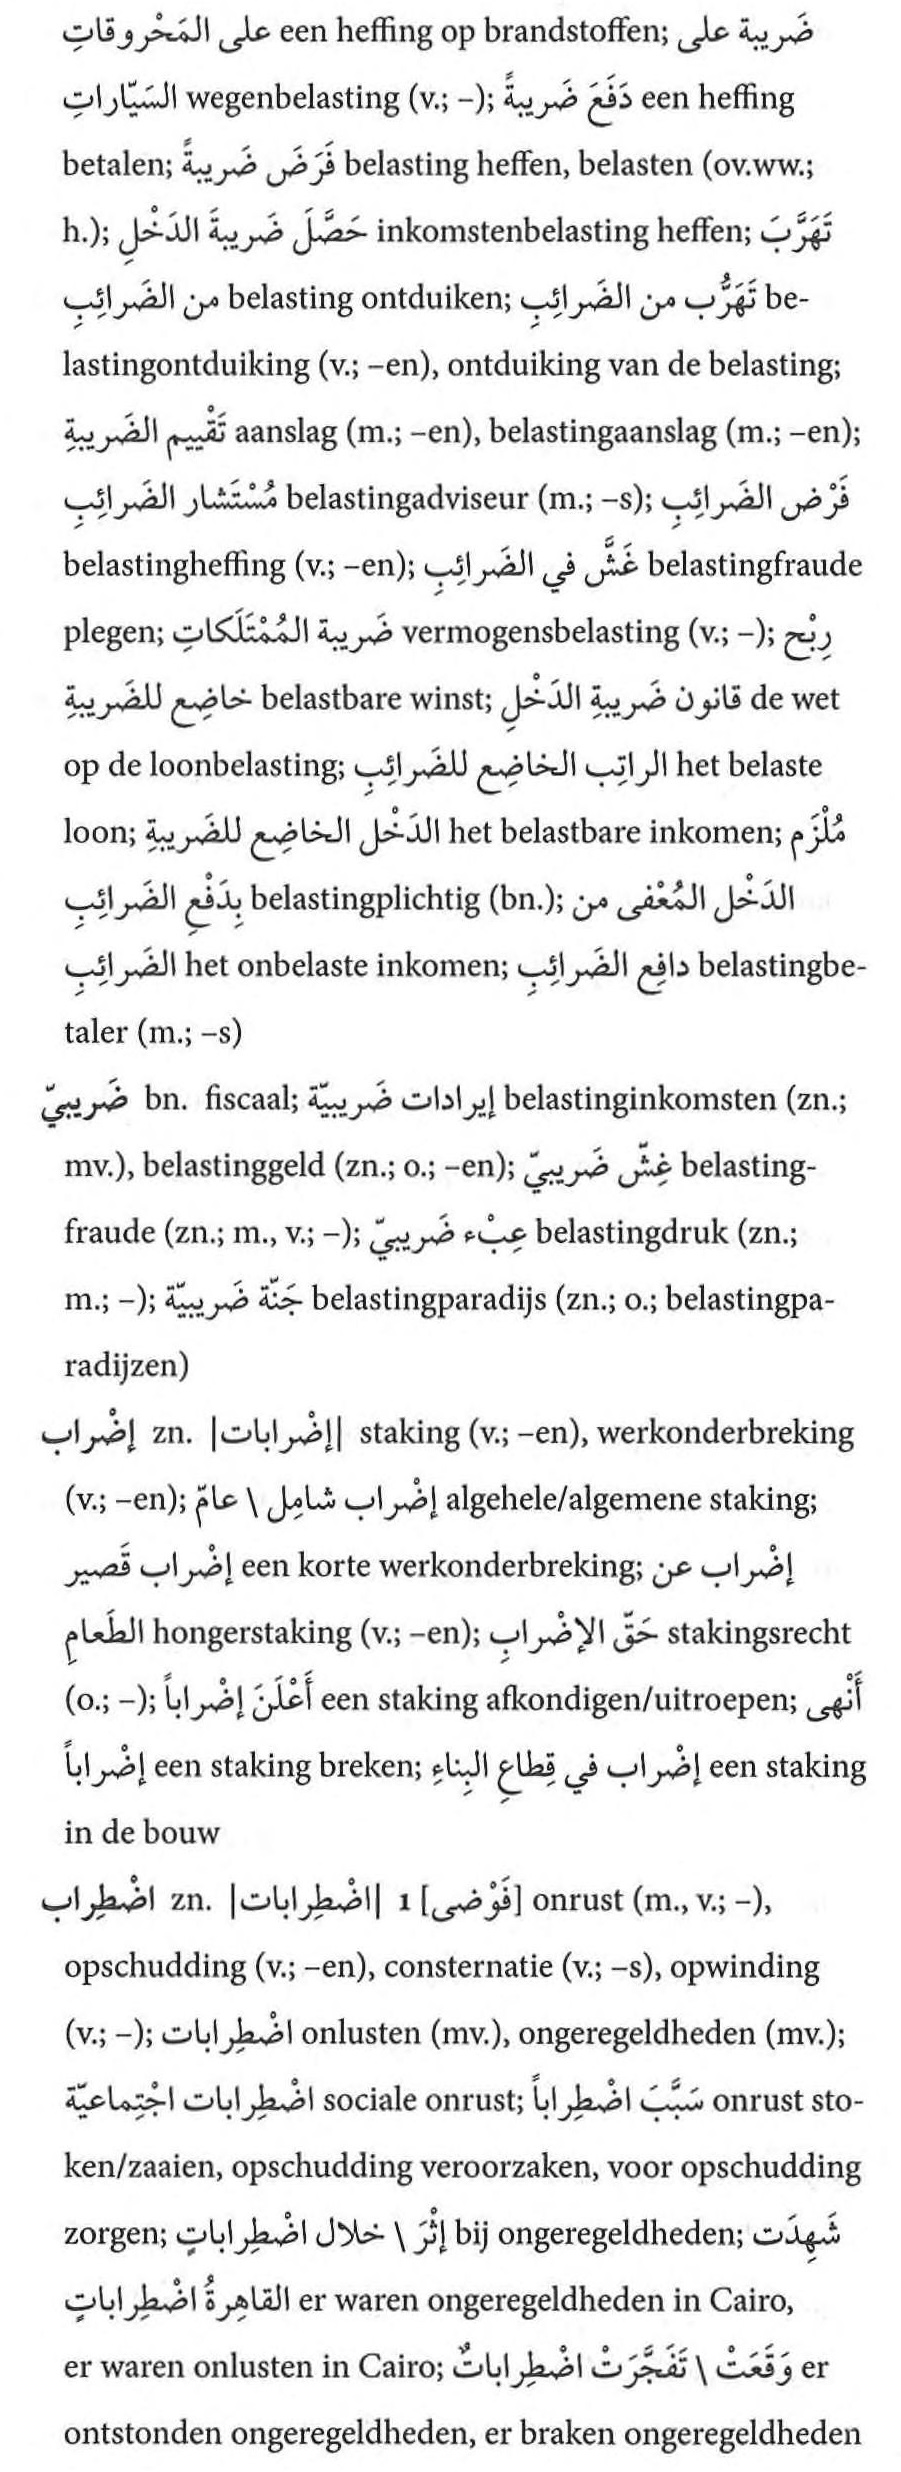 على المَحْروقاتِ een heffing op brandstoffen; ضَريبة على
السَيّاراتِ wegenbelasting (v.; –); دَفَعَ ضَريبةً een heffing
betalen; فَرَضَ ضَريبةً belasting heffen, belasten (ov.ww.;
h.); حَصَّلَ ضَريبةَ الدَخْلِ inkomstenbelasting heffen; تَهَرَّبَ
من الضَرائِبِ belasting ontduiken; تَهَرُّب من الضَرائِبِ be-
lastingontduiking (v.; –en), ontduiking van de belasting;
تَقْييم الضَريبةِ aanslag (m.; –en), belastingaanslag (m.; –en);
مُسْتَشار الضَرائِبِ belastingadviseur (m.; –s); فَرْض الضَرائِبِ
belastingheffing (v.; –en); غَشَّ في الضَرائِبِ belastingfraude
plegen; ضَريبة المُمْتَلَكاتِ vermogensbelasting (v.; –); رِبْح
خاضِع للضَريبةِ belastbare winst; قانون ضَريبةِ الدَخْلِ de wet
op de loonbelasting; الراتِب الخاضِع للضَرائِبِ het belaste
loon; الدَخْل الخاضِع للضَريبةِ het belastbare inkomen; مُلْزَم
بِدَفْعِ الضَرائِبِ belastingplichtig (bn.); الدَخْل المُعْفى من
الضَرائِبِ het onbelaste inkomen; دافِع الضَرائِبِ belastingbe-
taler (m.; –s)
ضَريبيّ bn. fiscaal; إيرادات ضَريبيّة belastinginkomsten (zn.;
mv.), belastinggeld (zn.; o.; –en); غِشّ ضَريبيّ belasting-
fraude (zn.; m., v.; –); عِبْء ضَريبيّ belastingdruk (zn.;
m.; –); جَنّة ضَريبيّة belastingparadijs (zn.; o.; belastingpa-
radijzen)
إضْراب zn. |إضْرابات| staking (v.; –en), werkonderbreking
(v.; –en); إضْراب شامِل \ عامّ algehele/algemene staking;
إضْراب قَصير een korte werkonderbreking; إضْراب عن
الطَعامِ hongerstaking (v.; –en); حَقّ الإضْرابِ stakingsrecht
(o.; –); أَعْلَنَ إضْراباً een staking afkondigen/uitroepen; أَنْهى
إضْراباً een staking breken; إضْراب في قِطاعِ البِناءِ een staking
in de bouw
اضْطِراب zn. |اضْطِرابات| 1 [فَوْضى] onrust (m., v.; –),
opschudding (v.; –en), consternatie (v.; –s), opwinding
(v.; –); اضْطِرابات onlusten (mv.), ongeregeldheden (mv.);
اضْطِرابات اجْتِماعيّة sociale onrust; سَبَّبَ اضْطِراباً onrust sto-
ken/zaaien, opschudding veroorzaken, voor opschudding
zorgen; إثْرَ \ خلال اضْطِراباتٍ bij ongeregeldheden; شَهِدَت
القاهِرةُ اضْطِراباتٍ er waren ongeregeldheden in Cairo,
er waren onlusten in Cairo; وَقَعَتْ \ تَفَجَّرَتْ اضْطِراباتٌ er
ontstonden ongeregeldheden, er braken ongeregeldheden